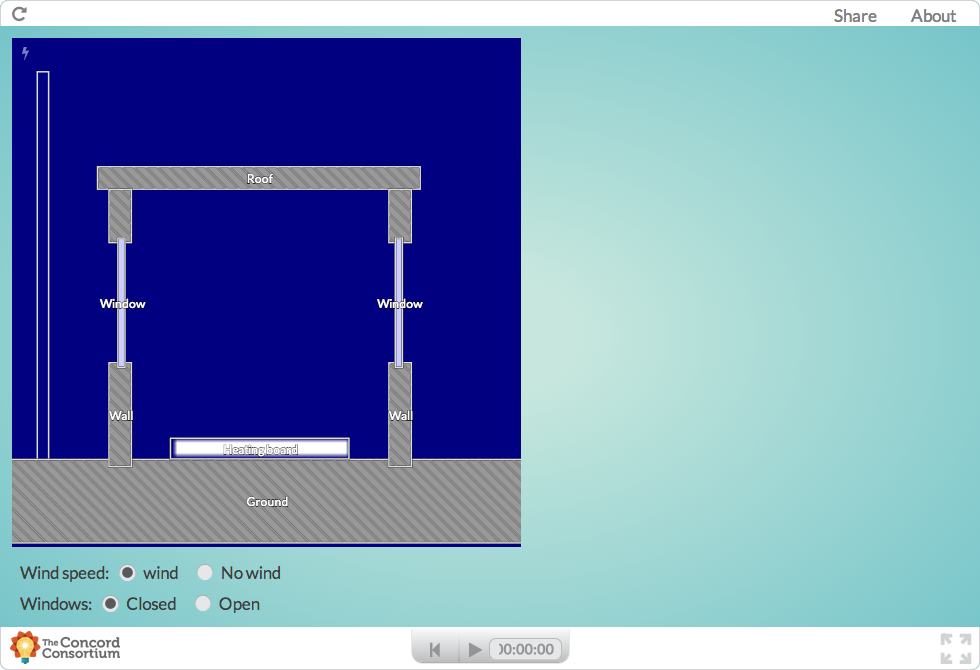 Share About
Roof
Window Window
Wall Wall
Heating board
Ground
Wind speed: wind No wind
Windows: Closed Open
The Concord
Consortium
00:00:00